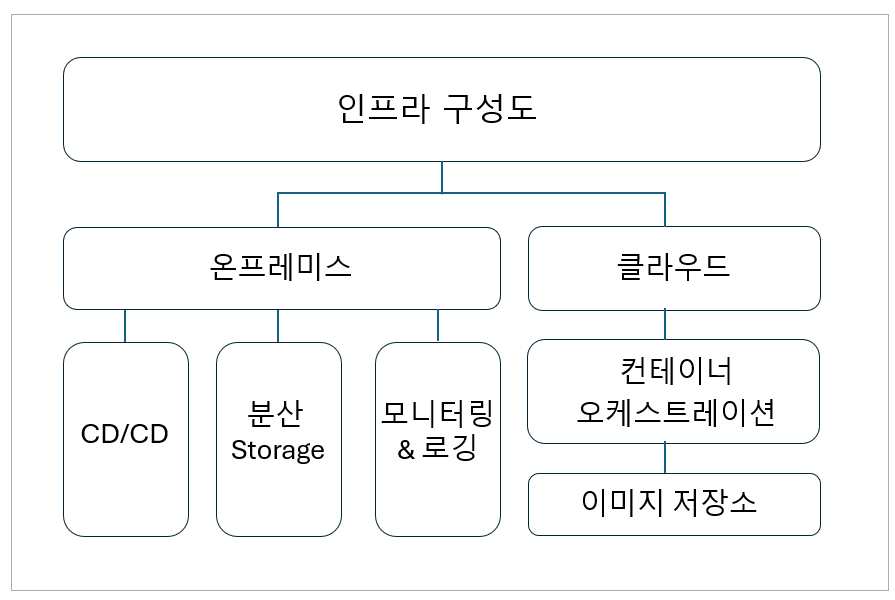 인프라 구성도
온프레미스
클라우드
CD/CD
분산
Storage
모니터링
& 로깅
컨테이너
오케스트레이션
이미지 저장소